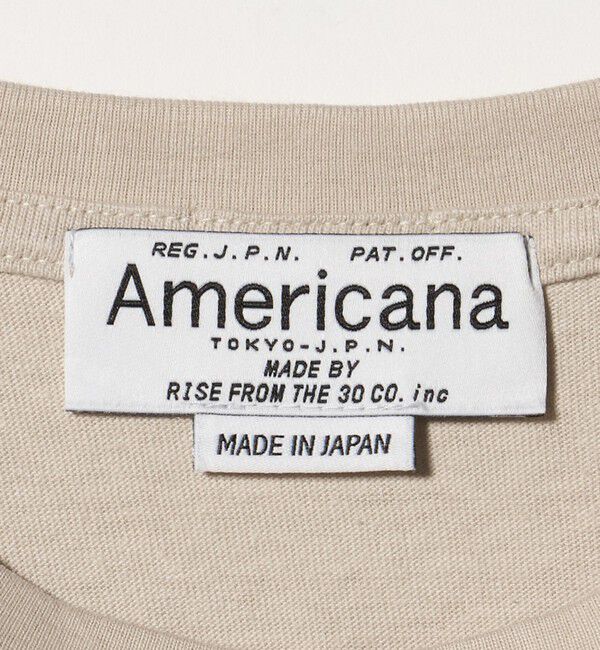 REG.J.P.N. PAT.OFF.
Americana
TOKYO-J.P.N.
MADE BY
RISE FROM THE 30 CO. inc
MADE IN JAPAN